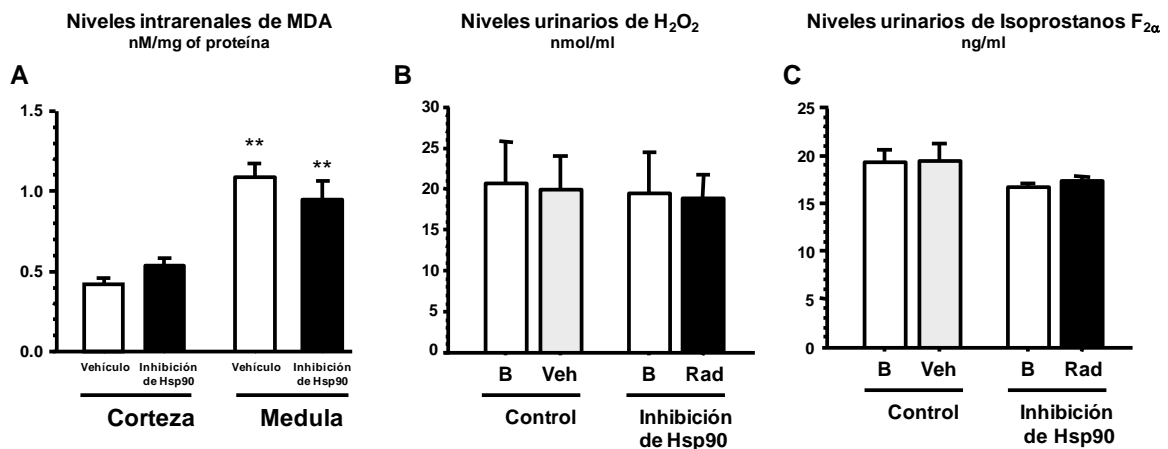 Niveles intrarenales de MDA
nM/mg of proteína
A
1.5
1.0
0.5
0.0
**
**
Vehículo
Inhibición
de Hsp90
Vehículo
Inhibición
de Hsp90
Corteza
Medula
Niveles urinarios de H₂O₂
nmol/ml
B
30
25
20
15
10
5
0
B
Veh
B
Rad
Control
Inhibición
de Hsp90
Niveles urinarios de Isoprostanos F₂α
ng/ml
C
25
20
15
10
5
0
B
Veh
B
Rad
Control
Inhibición
de Hsp90